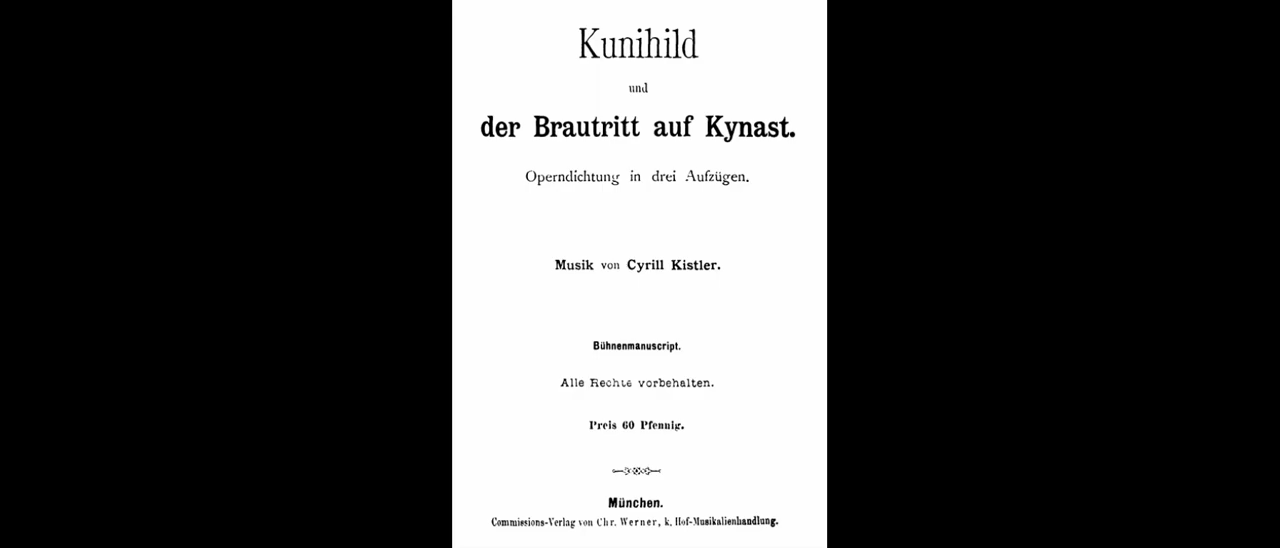 Kunihild
und
der Brautritt auf Kynast.
Operndichtung in drei Aufzügen.
Musik von Cyrill Kistler.
Bühnenmanuscript.
Alle Rechte vorbehalten.
Preis 60 Pfennig.
München.
Commissions-Verlag von Chr. Werner, k. Hof-Musikalienhandlung.